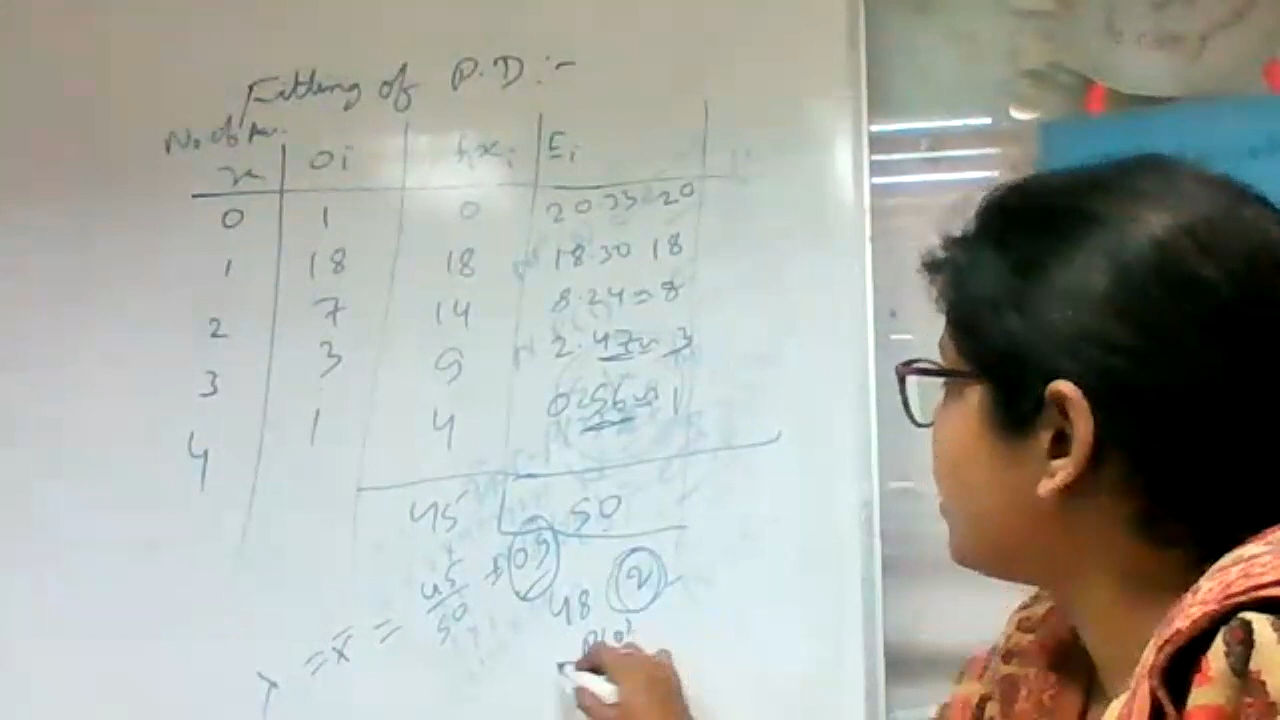 Fitting of P.D :-
No. of
x Oi fixi Ei
0 1 0 20.33 20
1 18 18 18.30 18
2 7 14 8.24 ≈ 8
3 3 9 2.47 ≈ 3
4 1 4 0.56 ≈ 1
45 50
= x̄ = 45/50 = 0.9
48 2